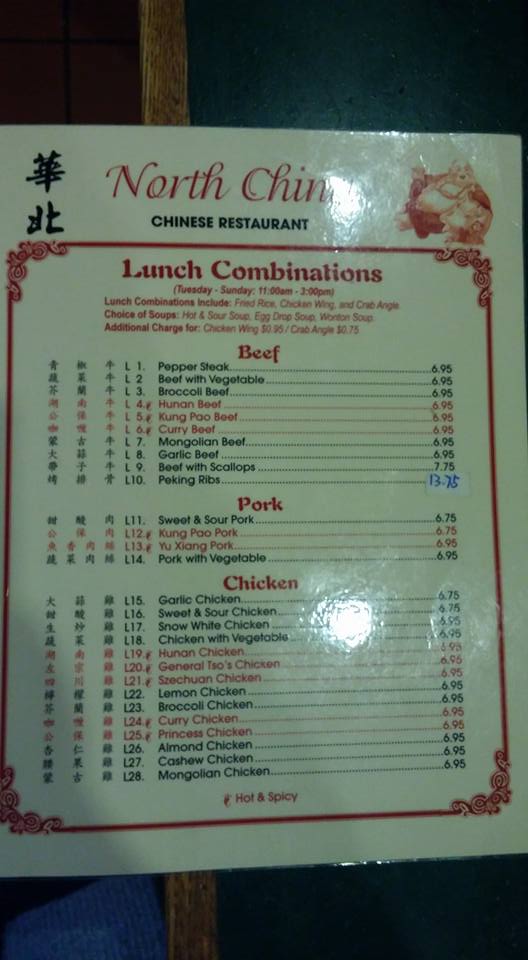 華北
North Chin
CHINESE RESTAURANT
Lunch Combinations
(Tuesday - Sunday: 11:00am - 3:00pm)
Lunch Combinations Include: Fried Rice, Chicken Wing, and Crab Angle.
Choice of Soups: Hot & Sour Soup, Egg Drop Soup, Wonton Soup.
Additional Charge for: Chicken Wing $0.95 / Crab Angle $0.75
Beef
青椒牛 L 1. Pepper Steak 6.95
蔬菜牛 L 2 Beef with Vegetable 6.95
芥蘭牛 L 3. Broccoli Beef 6.95
湖南牛 L 4. Hunan Beef 6.95
公保牛 L 5. Kung Pao Beef 6.95
咖喱牛 L 6. Curry Beef 6.95
蒙古牛 L 7. Mongolian Beef 6.95
大蒜牛 L 8. Garlic Beef 6.95
帶子牛 L 9. Beef with Scallops 7.75
烤排骨 L10. Peking Ribs 13.75
Pork
甜酸肉 L11. Sweet & Sour Pork 6.75
公保肉 L12. Kung Pao Pork 6.75
魚香肉絲 L13. Yu Xiang Pork 6.95
蔬菜肉絲 L14. Pork with Vegetable 6.95
Chicken
大蒜雞 L15. Garlic Chicken 6.75
甜酸雞 L16. Sweet & Sour Chicken 6.75
生炒雞 L17. Snow White Chicken 6.95
蔬菜雞 L18. Chicken with Vegetable 6.95
湖南雞 L19. Hunan Chicken 6.95
左宗雞 L20. General Tso's Chicken 6.95
四川雞 L21. Szechuan Chicken 6.95
檸檬雞 L22. Lemon Chicken 6.95
芥蘭雞 L23. Broccoli Chicken 6.95
咖喱雞 L24. Curry Chicken 6.95
公保雞 L25. Princess Chicken 6.95
杏仁雞 L26. Almond Chicken 6.95
腰果雞 L27. Cashew Chicken 6.95
蒙古雞 L28. Mongolian Chicken 6.95
Hot & Spicy